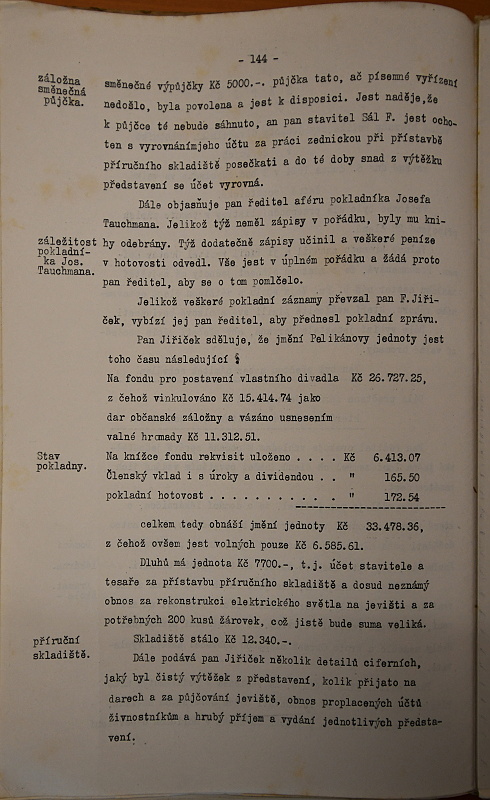 - 144 -
záložna
směnečná
půjčka.
směnečné výpůjčky Kč 5000.-. půjčka tato, ač písemné vyřízení
nedošlo, byla povolena a jest k disposici. Jest naděje,že
k půjčce té nebude sáhnuto, an pan stavitel Sál F. jest ocho-
ten s vyrovnánímjeho účtu za práci zednickou při přístavbě
příručního skladiště posečkati a do té doby snad z výtěžku
představení se účet vyrovná.
Dále objasňuje pan ředitel aféru pokladníka Josefa
Tauchmana. Jelikož týž neměl zápisy v pořádku, byly mu kni-
záležitost
pokladní-
ka Jos.
Tauchmana.
hy odebrány. Týž dodatečně zápisy učinil a veškeré peníze
v hotovosti odvedl. Vše jest v úplném pořádku a žádá proto
pan ředitel, aby se o tom pomlčelo.
Jelikož veškeré pokladní záznamy převzal pan F.Jiři-
ček, vybízí jej pan ředitel, aby přednesl pokladní zprávu.
Pan Jiřiček sděluje, že jmění Pelikánovy jednoty jest
toho času následující :
Na fondu pro postavení vlastního divadla Kč 26.727.25,
z čehož vinkulováno Kč 15.414.74 jako
dar občanské záložny a vázáno usnesením
valné hromady Kč 11.312.51.
Stav
pokladny.
Na knížce fondu rekvisit uloženo . . . . Kč 6.413.07
Členský vklad i s úroky a dividendou . . " 165.50
pokladní hotovost . . . . . . . . . . . " 172.54
celkem tedy obnáší jmění jednoty Kč 33.478.36,
z čehož ovšem jest volných pouze Kč 6.585.61.
Dluhů má jednota Kč 7700.-, t.j. účet stavitele a
tesaře za přístavbu příručního skladiště a dosud neznámý
obnos za rekonstrukci elektrického světla na jevišti a za
potřebných 200 kusů žárovek, což jistě bude suma veliká.
příruční
skladiště.
Skladiště stálo Kč 12.340.-.
Dále podává pan Jiřiček několik detailů ciferních,
jaký byl čistý výtěžek z představení, kolik přijato na
darech a za půjčování jeviště, obnos proplacených účtů
živnostníkům a hrubý příjem a vydání jednotlivých předsta-
vení.